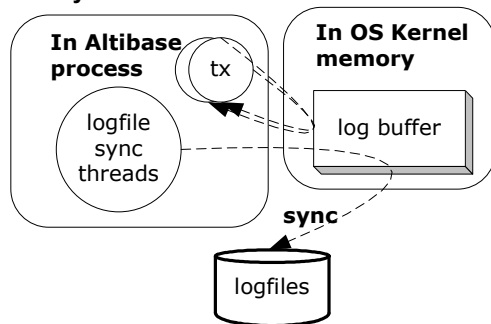 In Altibase
process
tx
logfile
sync
threads
In OS Kernel
memory
log buffer
sync
logfiles